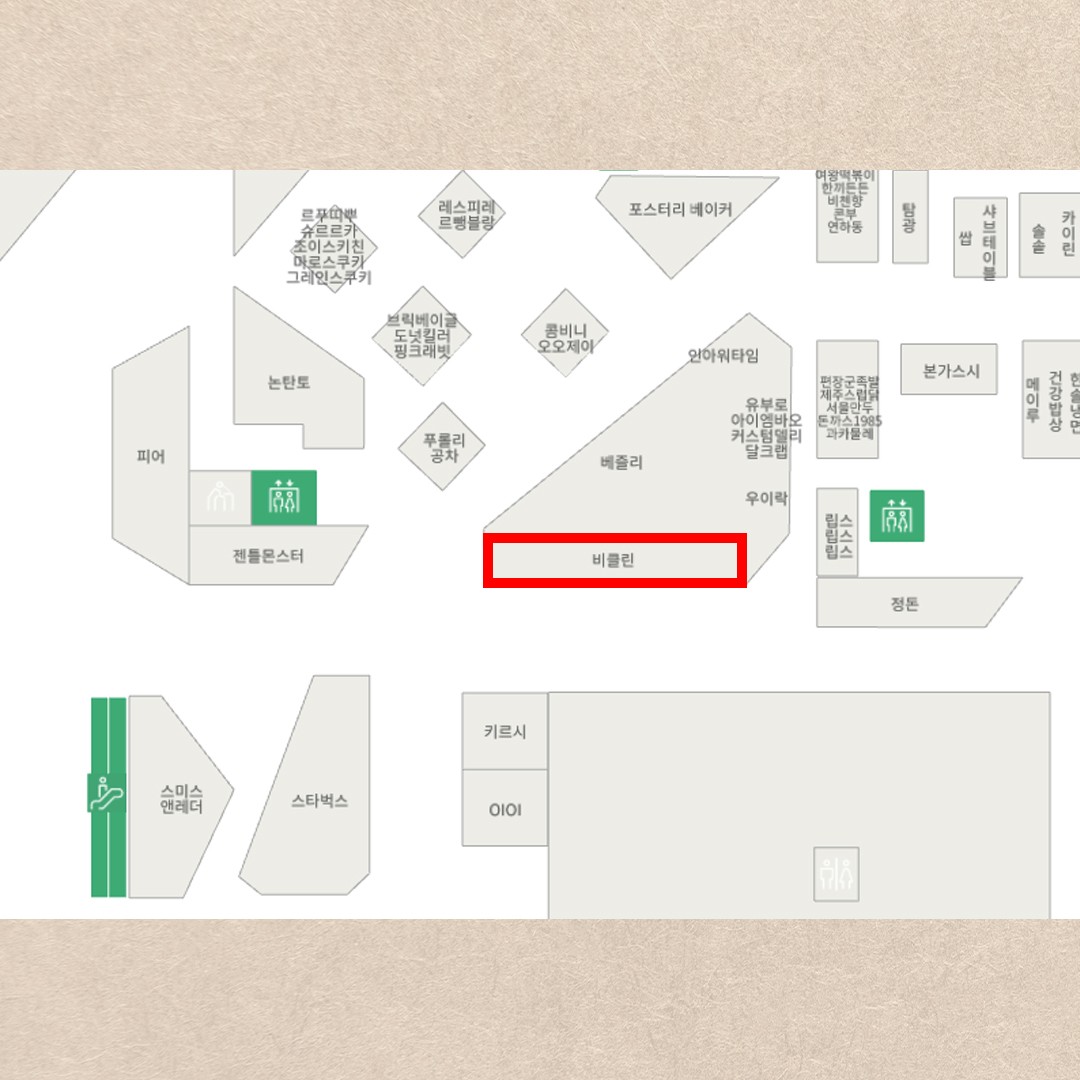 르푸띠뿌
슈르르카
조이스키친
마로스쿠키
그레인스쿠키
레스피레
르빵블랑
포스터리 베이커
여왕떡볶이
한끼든든
비첸향
콘부
연하동
탐광
쌉
샤브테이블
솔솔
카이린
브릭베이글
도넛킬러
핑크래빗
콤비니
오오제이
인아워타임
논탄토
피어
푸롤리
공차
유부로
아이엠바오
커스텀델리
달크랩
베즐리
우이락
편장군족발
제주스럽닭
서울만두
돈까스1985
과카몰레
본가스시
메이루
건강밥상
한솔냉면
젠틀몬스터
비클린
립스
립스
립스
정돈
스미스
앤레더
스타벅스
키르시
OIOI